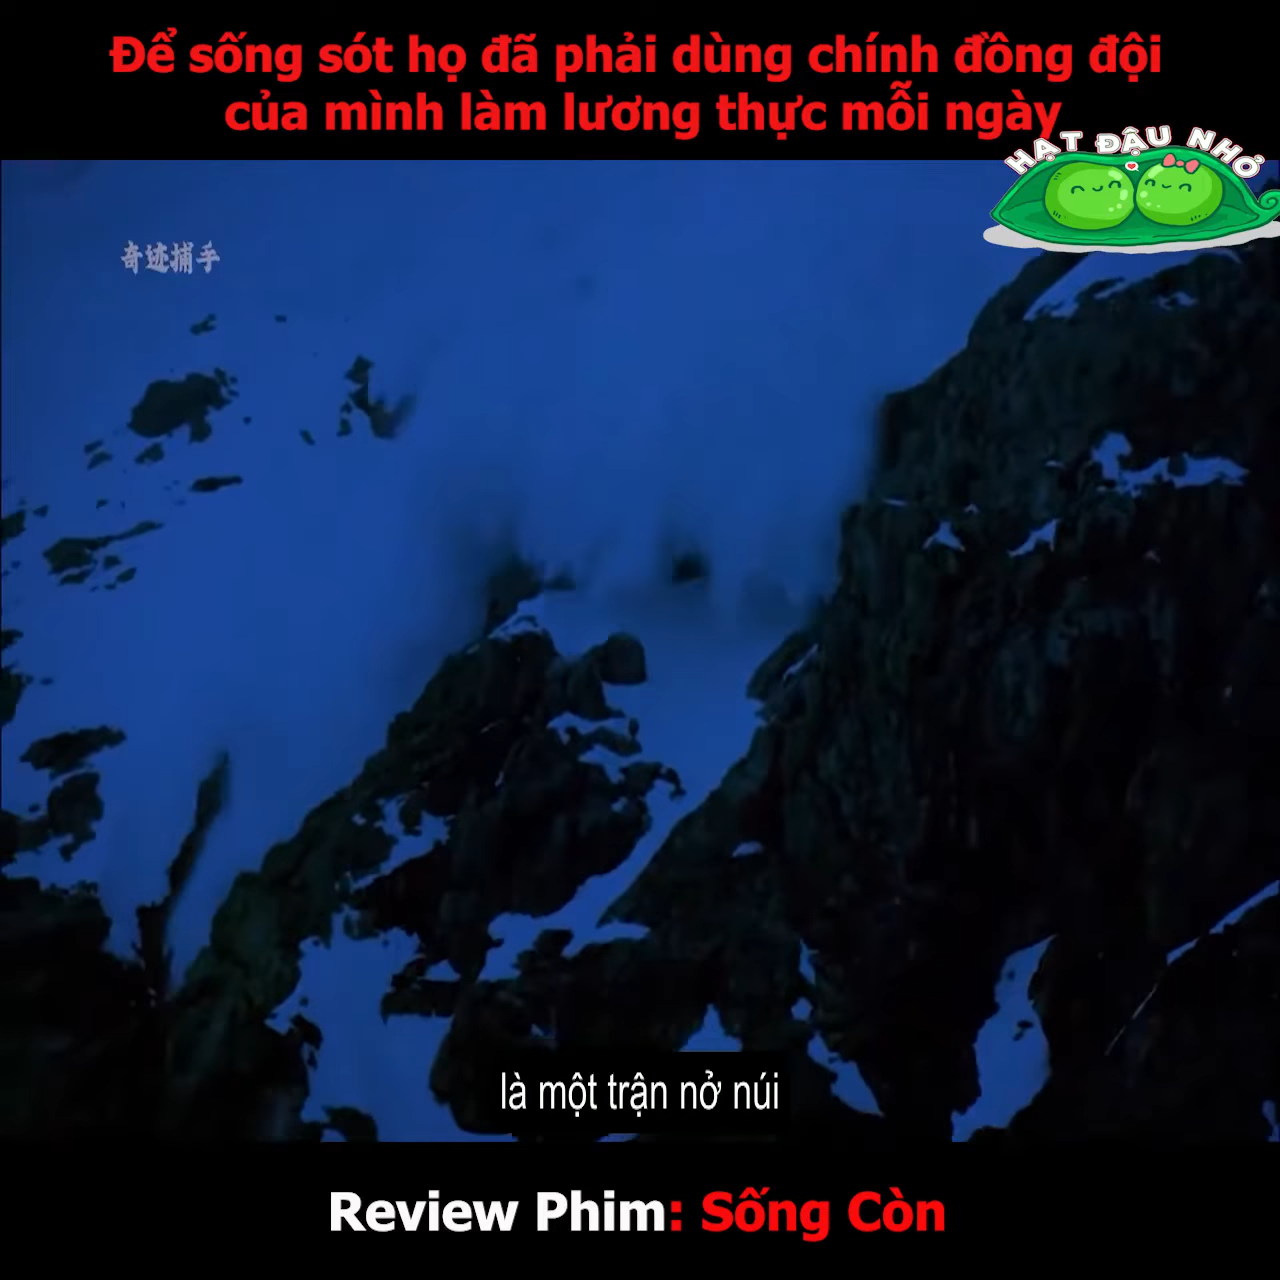 Để sống sót họ đã phải dùng chính đồng đội
của mình làm lương thực mỗi ngày
HẠT ĐẬU NHỎ
奇迹捕手
là một trận nở núi
Review Phim: Sống Còn